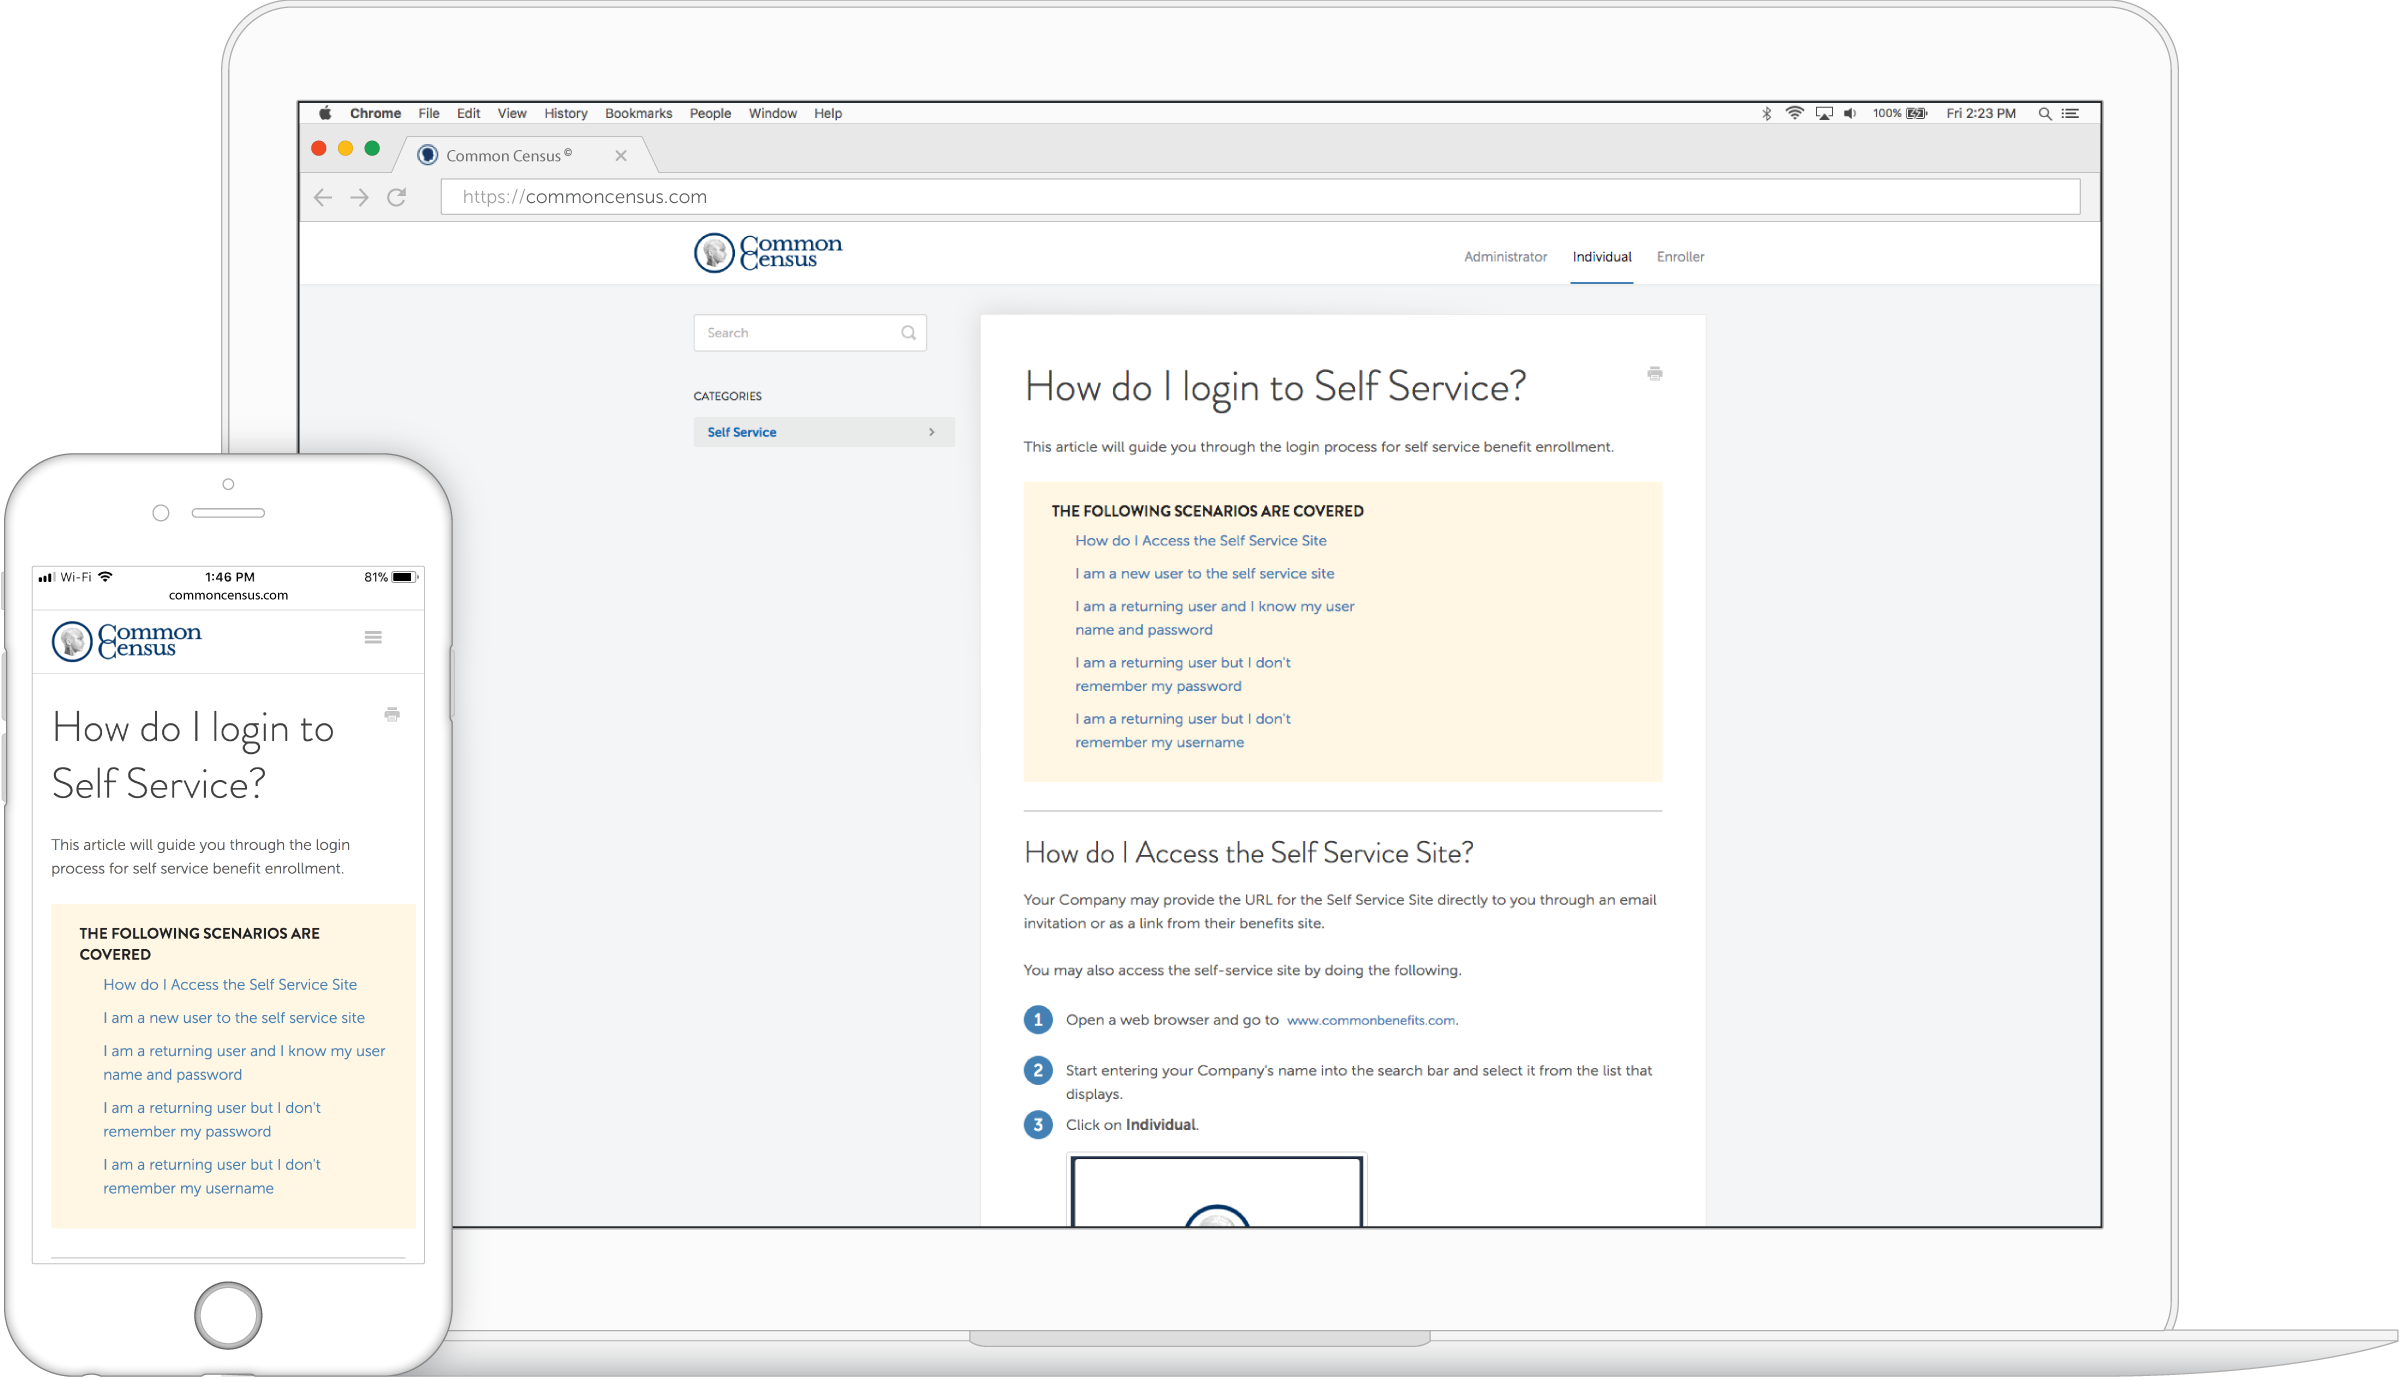 Chrome File Edit View History Bookmarks People Window Help
100% Fri 2:23 PM
Common Census ©
https://commoncensus.com
Common
Census
Administrator Individual Enroller
Search
CATEGORIES
Self Service
How do I login to Self Service?
This article will guide you through the login process for self service benefit enrollment.
THE FOLLOWING SCENARIOS ARE COVERED
How do I Access the Self Service Site
I am a new user to the self service site
I am a returning user and I know my user
name and password
I am a returning user but I don't
remember my password
I am a returning user but I don't
remember my username
How do I Access the Self Service Site?
Your Company may provide the URL for the Self Service Site directly to you through an email
invitation or as a link from their benefits site.
You may also access the self-service site by doing the following.
1 Open a web browser and go to www.commonbenefits.com.
2 Start entering your Company's name into the search bar and select it from the list that
displays.
3 Click on Individual.
Wi-Fi 1:46 PM 81%
commoncensus.com
Common
Census
How do I login to
Self Service?
This article will guide you through the login
process for self service benefit enrollment.
THE FOLLOWING SCENARIOS ARE
COVERED
How do I Access the Self Service Site
I am a new user to the self service site
I am a returning user and I know my user
name and password
I am a returning user but I don't
remember my password
I am a returning user but I don't
remember my username